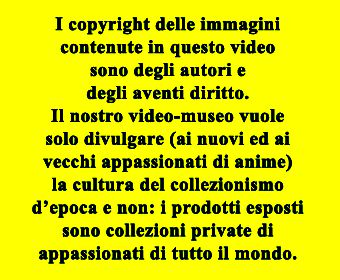 I copyright delle immagini
contenute in questo video
sono degli autori e
degli aventi diritto.
Il nostro video-museo vuole
solo divulgare (ai nuovi ed ai
vecchi appassionati di anime)
la cultura del collezionismo
d’epoca e non: i prodotti esposti
sono collezioni private di
appassionati di tutto il mondo.